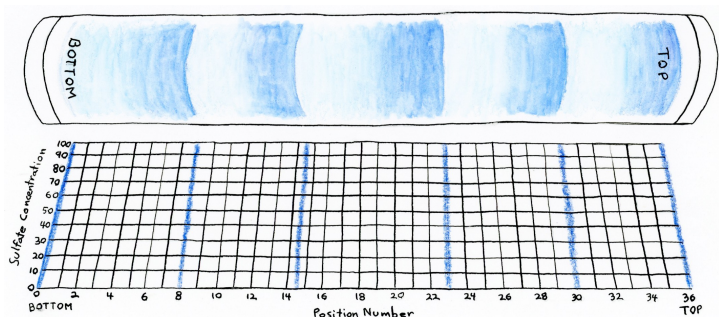 BOTTOM
TOP
Sulfate Concentration
100
90
80
70
60
50
40
30
20
10
0
0 2 4 6 8 10 12 14 16 18 20 22 24 26 28 30 32 34 36
BOTTOM
Position Number
TOP